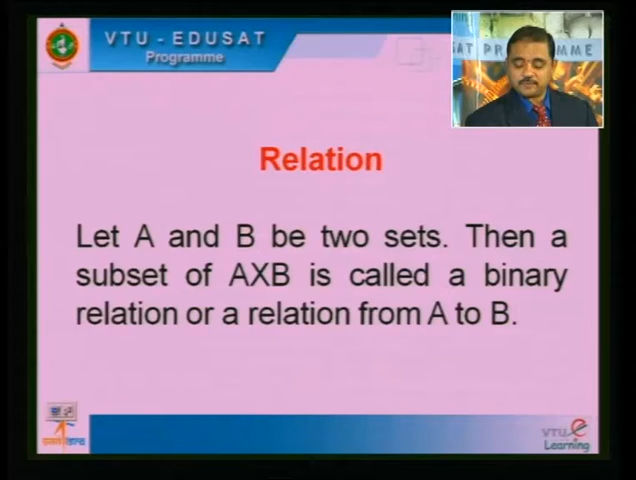 VTU - EDUSAT
Programme
SAT PROGRAMME
Relation
Let A and B be two sets. Then a
subset of AXB is called a binary
relation or a relation from A to B.
VTU e
Learning